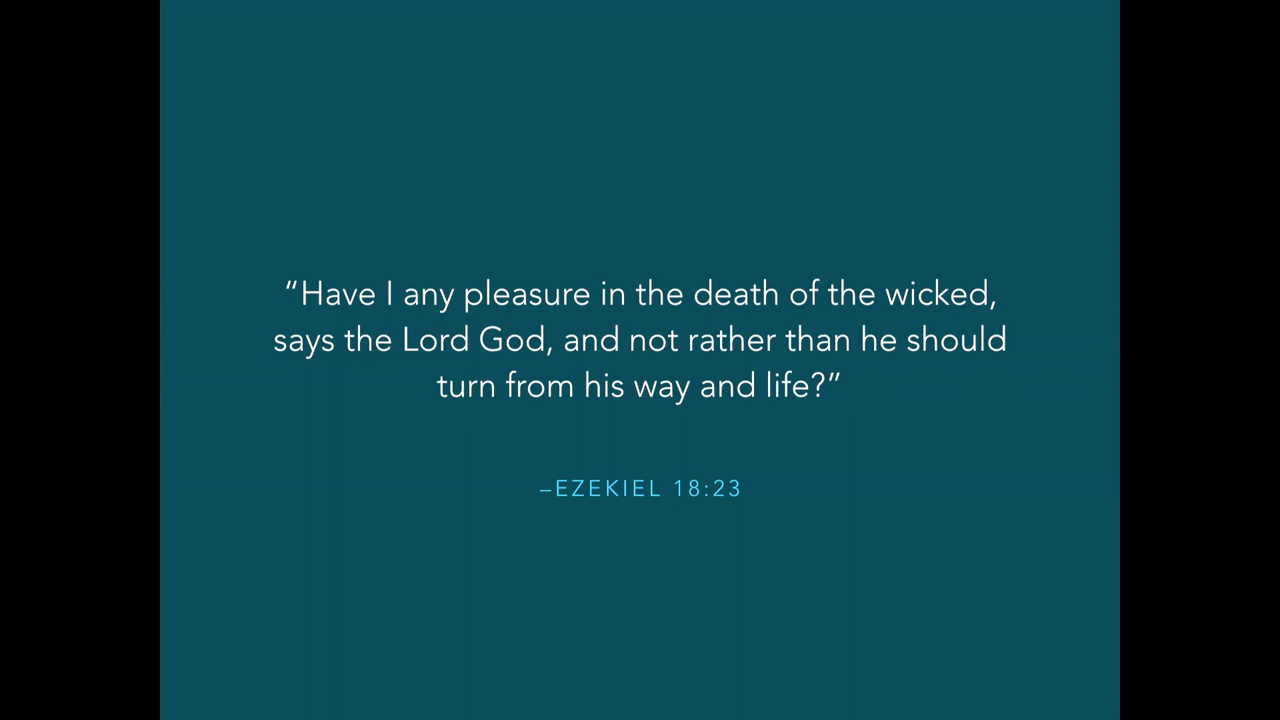 “Have I any pleasure in the death of the wicked,
says the Lord God, and not rather than he should
turn from his way and life?”
–EZEKIEL 18:23